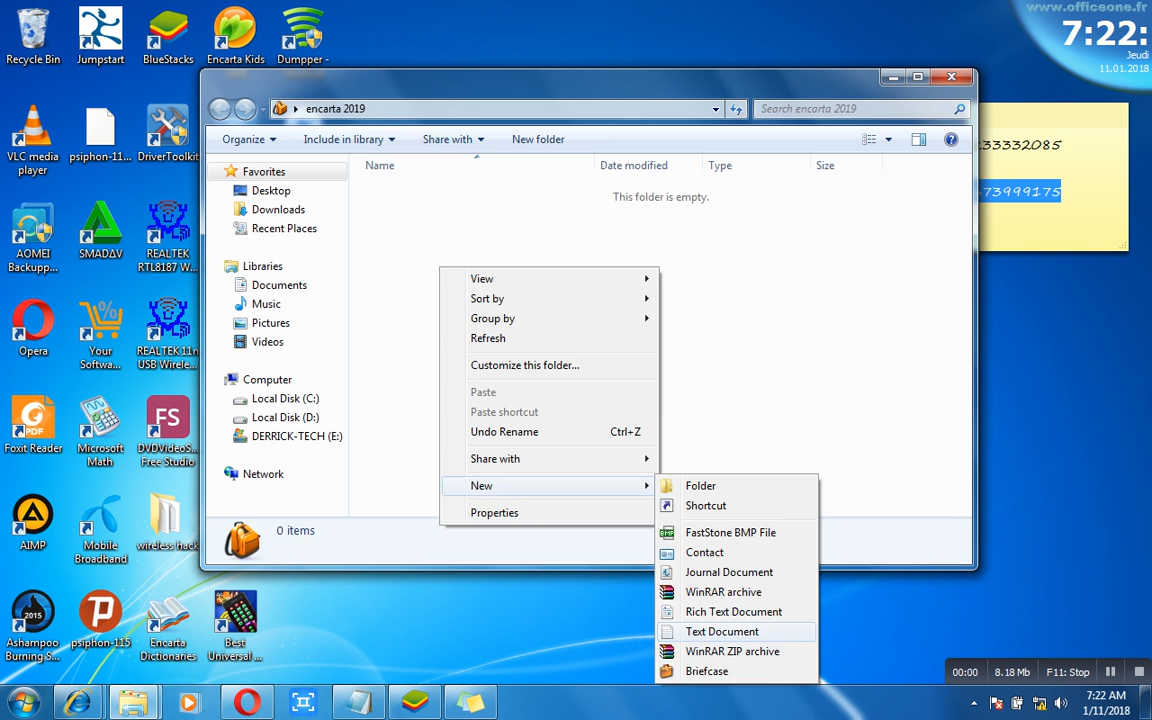 www.officeone.fr
7:22:
Jeudi
11.01.2018
Recycle Bin
Jumpstart
BlueStacks
Encarta Kids
Dumpper -
VLC media
player
psiphon-11...
DriverToolkit
AOMEI
Backupp...
SMADΔV
REALTEK
RTL8187 W...
Opera
Your
Softwa...
REALTEK 11n
USB Wirele...
Foxit Reader
PDF
Microsoft
Math
FS
DVDVideoS...
Free Studio
AIMP
Mobile
Broadband
wireless hack
2015
Ashampoo
Burning S...
psiphon-115
Encarta
Dictionaries
Best
Universal ...
encarta 2019
Search encarta 2019
Organize
Include in library
Share with
New folder
Favorites
Desktop
Downloads
Recent Places
Libraries
Documents
Music
Pictures
Videos
Computer
Local Disk (C:)
Local Disk (D:)
DERRICK-TECH (E:)
Network
Name
Date modified
Type
Size
This folder is empty.
0 items
View
Sort by
Group by
Refresh
Customize this folder...
Paste
Paste shortcut
Undo Rename Ctrl+Z
Share with
New
Properties
Folder
Shortcut
BMP
FastStone BMP File
Contact
Journal Document
WinRAR archive
Rich Text Document
Text Document
WinRAR ZIP archive
Briefcase
33332085
73999175
00:00
8.18 Mb
F11: Stop
7:22 AM
1/11/2018